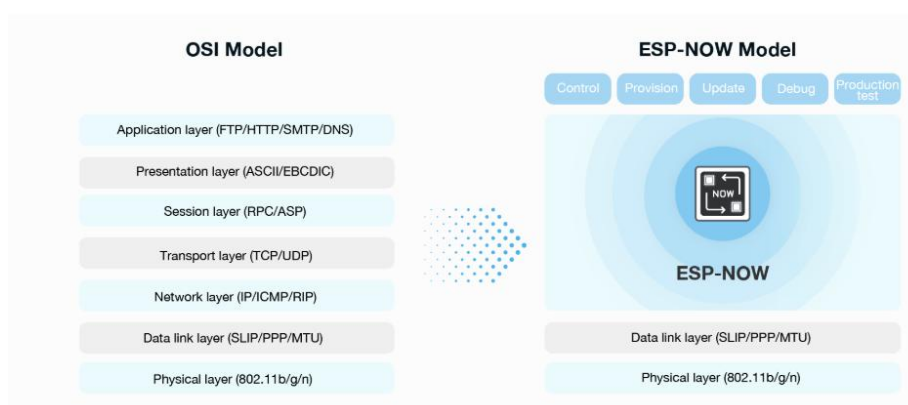 OSI Model
Application layer (FTP/HTTP/SMTP/DNS)
Presentation layer (ASCII/EBCDIC)
Session layer (RPC/ASP)
Transport layer (TCP/UDP)
Network layer (IP/ICMP/RIP)
Data link layer (SLIP/PPP/MTU)
Physical layer (802.11b/g/n)
ESP-NOW Model
Control
Provision
Update
Debug
Production
test
NOW
ESP-NOW
Data link layer (SLIP/PPP/MTU)
Physical layer (802.11b/g/n)